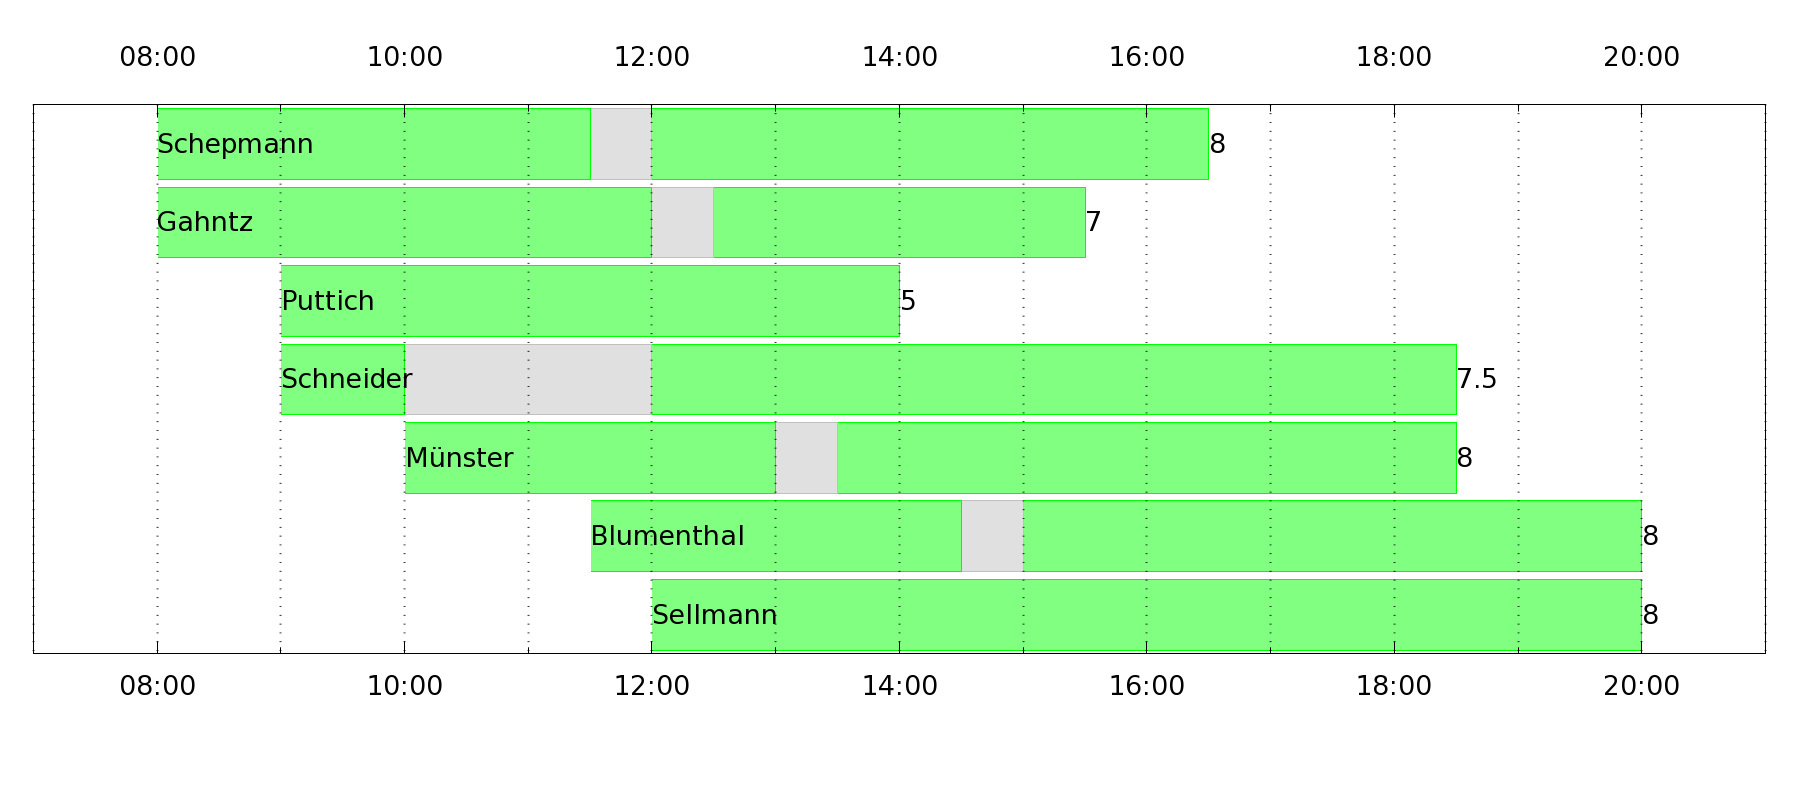 08:00 10:00 12:00 14:00 16:00 18:00 20:00
Schepmann 8
Gahntz 7
Puttich 5
Schneider 7.5
Münster 8
Blumenthal 8
Sellmann 8
08:00 10:00 12:00 14:00 16:00 18:00 20:00